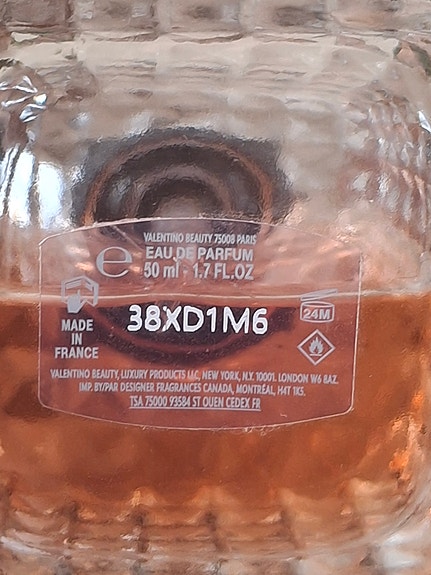 VALENTINO BEAUTY 75008 PARIS
e EAU DE PARFUM
50 ml - 1.7 FL.OZ
38XD1M6
24M
MADE
IN
FRANCE
VALENTINO BEAUTY, LUXURY PRODUCTS LLC, NEW YORK, N.Y. 10001. LONDON W6 8AZ.
IMP. BY/PAR DESIGNER FRAGRANCES CANADA, MONTRÉAL, H4T 1K5.
TSA 75000 93584 ST OUEN CEDEX FR